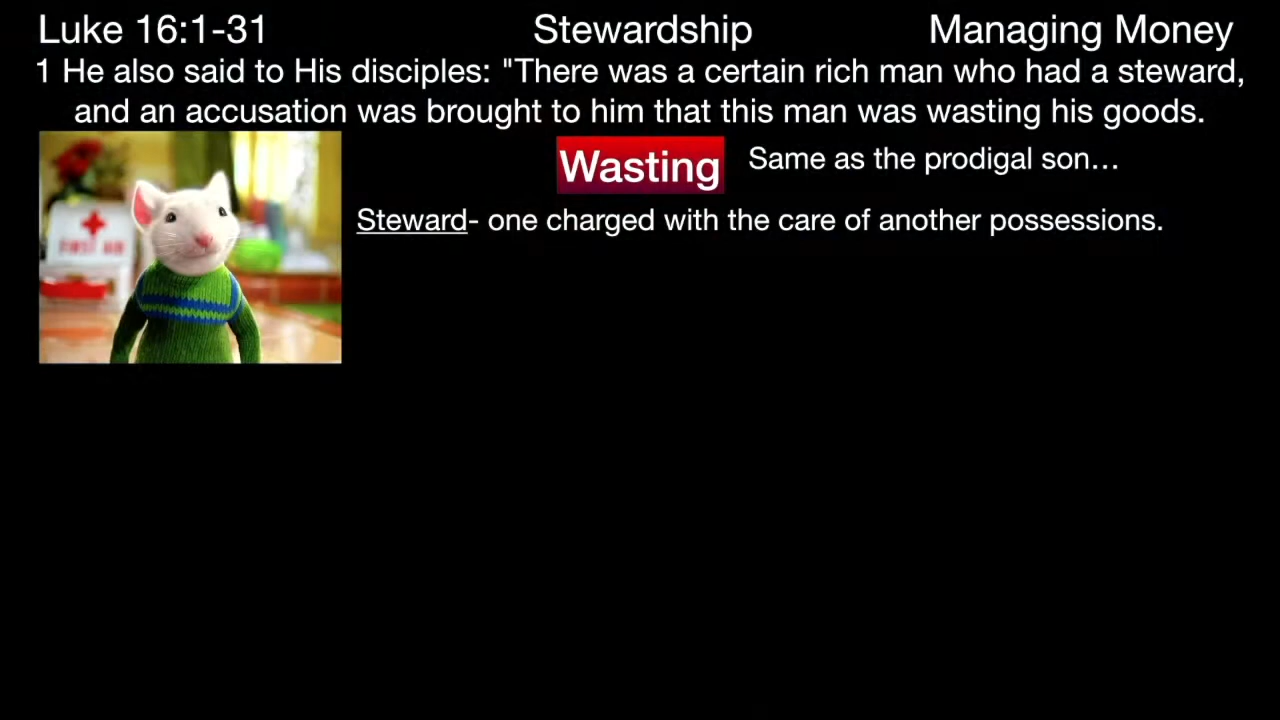 Luke 16:1-31 Stewardship Managing Money
1 He also said to His disciples: "There was a certain rich man who had a steward,
and an accusation was brought to him that this man was wasting his goods.
Wasting Same as the prodigal son…
Steward- one charged with the care of another possessions.
FIRST AID